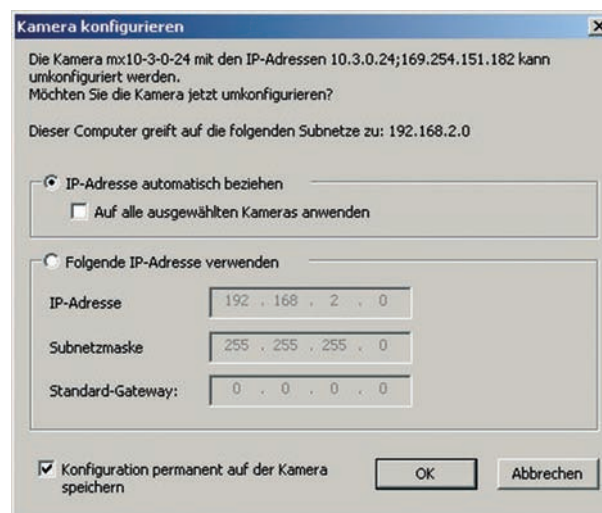 Kamera konfigurieren
Die Kamera mx10-3-0-24 mit den IP-Adressen 10.3.0.24;169.254.151.182 kann
umkonfiguriert werden.
Möchten Sie die Kamera jetzt umkonfigurieren?
Dieser Computer greift auf die folgenden Subnetze zu: 192.168.2.0
IP-Adresse automatisch beziehen
Auf alle ausgewählten Kameras anwenden
Folgende IP-Adresse verwenden
IP-Adresse 192 . 168 . 2 . 0
Subnetzmaske 255 . 255 . 255 . 0
Standard-Gateway: 0 . 0 . 0 . 0
Konfiguration permanent auf der Kamera
speichern
OK Abbrechen